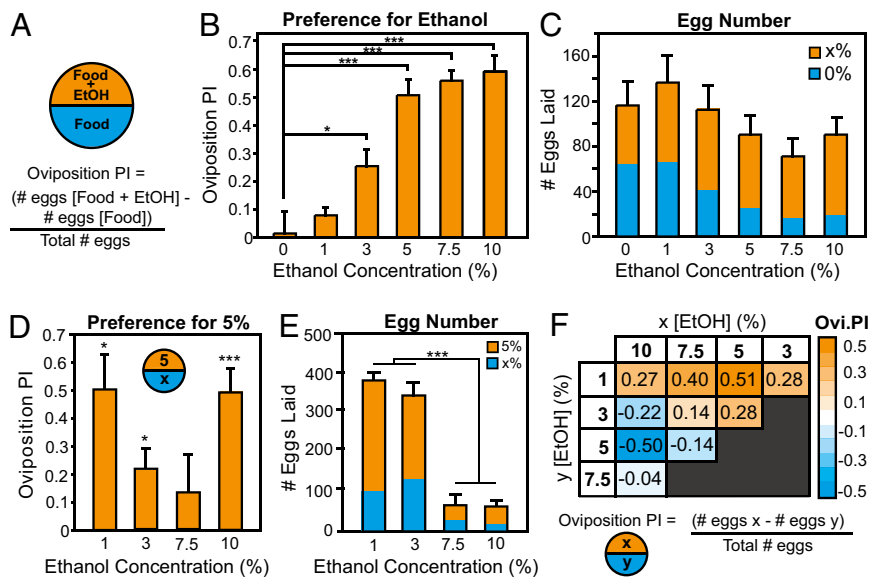 A
Food
+
EtOH
Food
Oviposition PI =
(# eggs [Food + EtOH] -
# eggs [Food])
Total # eggs
B
Preference for Ethanol
0.7
0.6
0.5
0.4
0.3
0.2
0.1
0
Oviposition PI
***
***
***
*
0 1 3 5 7.5 10
Ethanol Concentration (%)
C
Egg Number
160
120
80
40
0
# Eggs Laid
x%
0%
0 1 3 5 7.5 10
Ethanol Concentration (%)
D
Preference for 5%
0.7
0.6
0.5
0.4
0.3
0.2
0.1
0
Oviposition PI
5
x
*
*
***
1 3 7.5 10
Ethanol Concentration (%)
E
Egg Number
500
400
300
200
100
0
# Eggs Laid
***
5%
x%
1 3 7.5 10
Ethanol Concentration (%)
F
x [EtOH] (%)
Ovi.PI
10 7.5 5 3
y [EtOH] (%)
1 0.27 0.40 0.51 0.28
3 -0.22 0.14 0.28
5 -0.50 -0.14
7.5 -0.04
0.5
0.3
0.1
-0.1
-0.3
-0.5
Oviposition PI =
(# eggs x - # eggs y)
Total # eggs
x
y